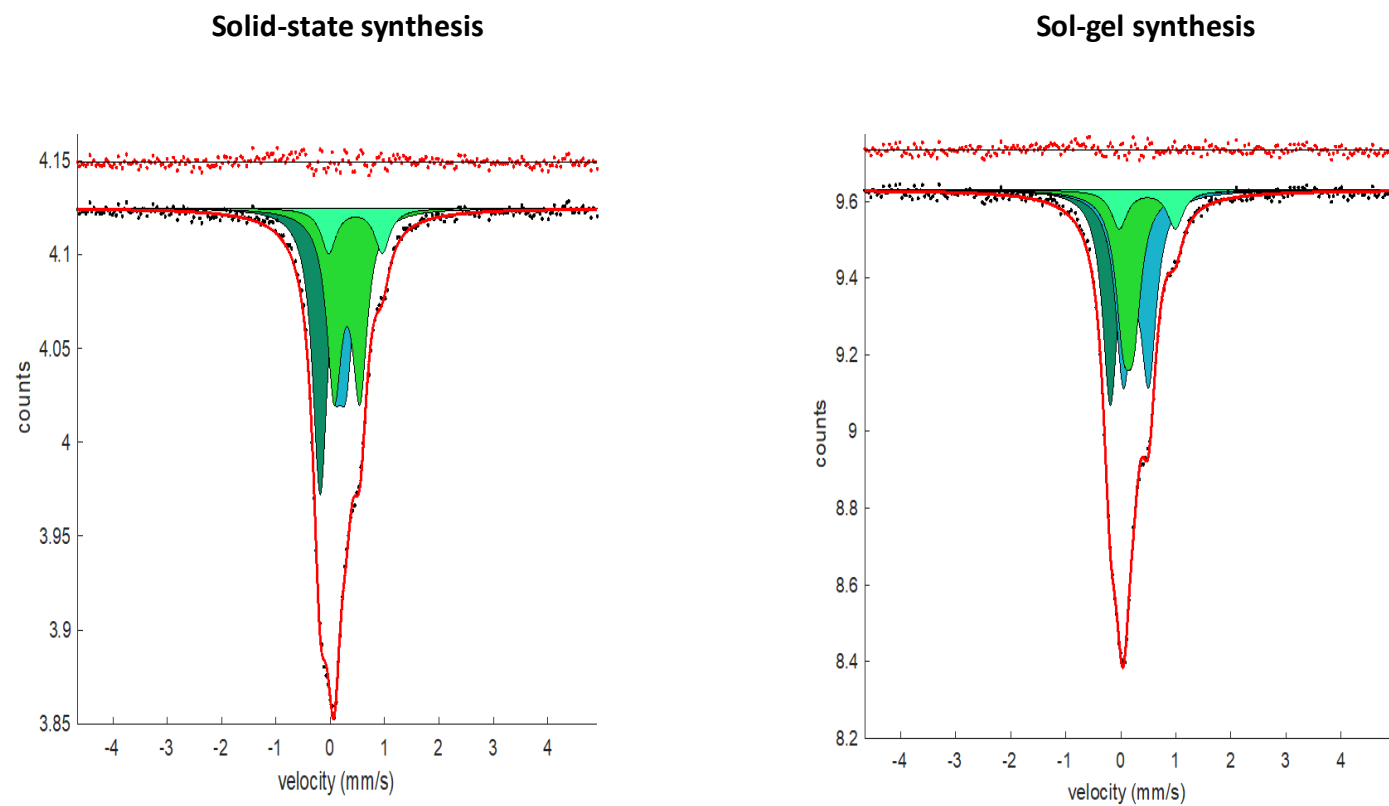 Solid-state synthesis
Sol-gel synthesis
4.15
4.1
4.05
4
3.95
3.9
3.85
counts
-4 -3 -2 -1 0 1 2 3 4
velocity (mm/s)
9.6
9.4
9.2
9
8.8
8.6
8.4
8.2
counts
-4 -3 -2 -1 0 1 2 3 4
velocity (mm/s)